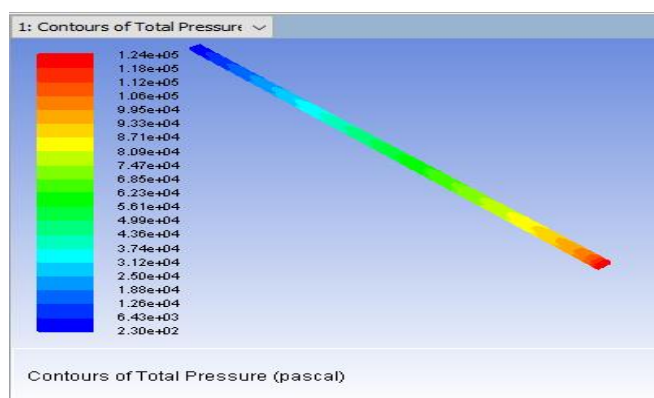 1: Contours of Total Pressure
1.24e+05
1.18e+05
1.12e+05
1.06e+05
9.95e+04
9.33e+04
8.71e+04
8.09e+04
7.47e+04
6.85e+04
6.23e+04
5.61e+04
4.99e+04
4.36e+04
3.74e+04
3.12e+04
2.50e+04
1.88e+04
1.26e+04
6.43e+03
2.30e+02
Contours of Total Pressure (pascal)